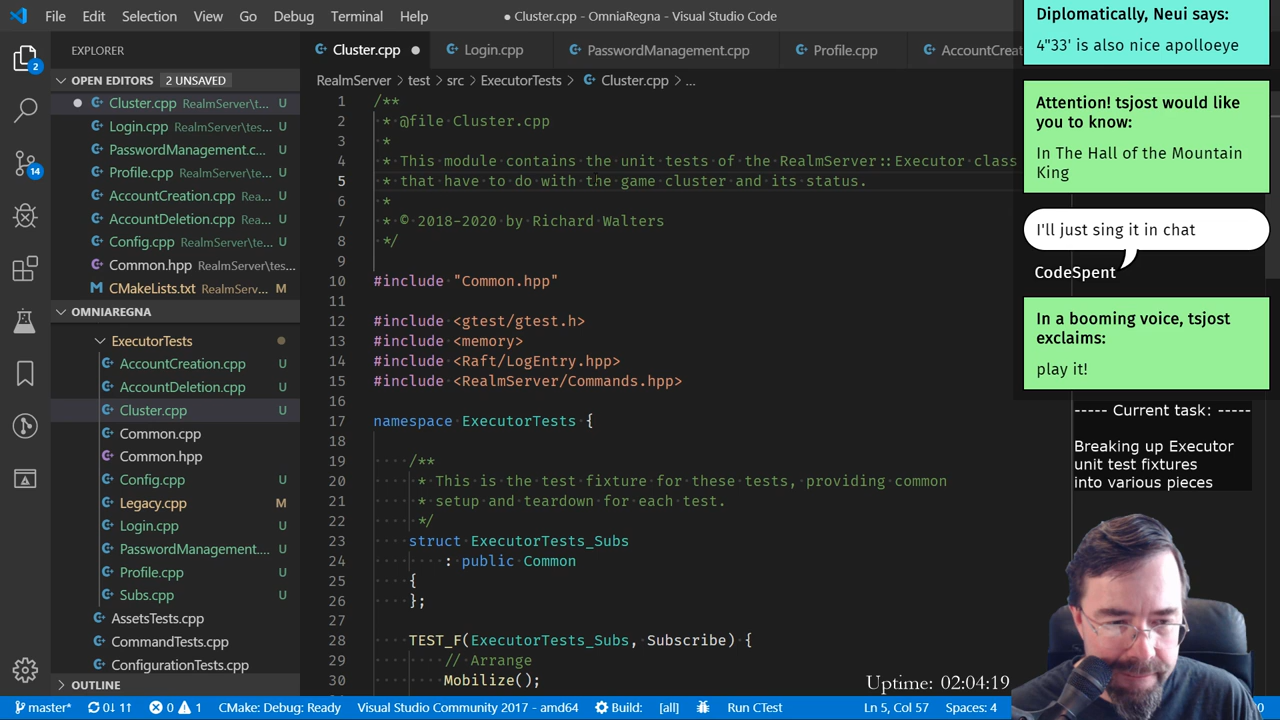 File Edit Selection View Go Debug Terminal Help
● Cluster.cpp - OmniaRegna - Visual Studio Code
EXPLORER
OPEN EDITORS 2 UNSAVED
Cluster.cpp RealmServer\t... U
Login.cpp RealmServer\tes... U
PasswordManagement.c... U
Profile.cpp RealmServer\te... U
AccountCreation.cpp Rea... U
AccountDeletion.cpp Real... U
Config.cpp RealmServer\te... U
Common.hpp RealmServer\te...
CMakeLists.txt RealmServ... M
OMNIAREGNA
ExecutorTests
AccountCreation.cpp U
AccountDeletion.cpp U
Cluster.cpp U
Common.cpp
Common.hpp
Config.cpp U
Legacy.cpp M
Login.cpp U
PasswordManagement.... U
Profile.cpp U
Subs.cpp U
AssetsTests.cpp
CommandTests.cpp
ConfigurationTests.cpp
OUTLINE
2
14
Cluster.cpp Login.cpp PasswordManagement.cpp Profile.cpp AccountCreat
RealmServer > test > src > ExecutorTests > Cluster.cpp > ...
1 /**
2 * @file Cluster.cpp
3 *
4 * This module contains the unit tests of the RealmServer::Executor class
5 * that have to do with the game cluster and its status.
6 *
7 * © 2018-2020 by Richard Walters
8 */
9
10 #include "Common.hpp"
11
12 #include <gtest/gtest.h>
13 #include <memory>
14 #include <Raft/LogEntry.hpp>
15 #include <RealmServer/Commands.hpp>
16
17 namespace ExecutorTests {
18
19 /**
20 * This is the test fixture for these tests, providing common
21 * setup and teardown for each test.
22 */
23 struct ExecutorTests_Subs
24 : public Common
25 {
26 };
27
28 TEST_F(ExecutorTests_Subs, Subscribe) {
29 // Arrange
30 Mobilize();
Diplomatically, Neui says:
4"33' is also nice apolloeye
Attention! tsjost would like
you to know:
In The Hall of the Mountain
King
I'll just sing it in chat
CodeSpent
In a booming voice, tsjost
exclaims:
play it!
----- Current task: -----
Breaking up Executor
unit test fixtures
into various pieces
Uptime: 02:04:19
master* 0↓ 1↑ 0 1 CMake: Debug: Ready Visual Studio Community 2017 - amd64 Build: [all] Run CTest Ln 5, Col 57 Spaces: 4